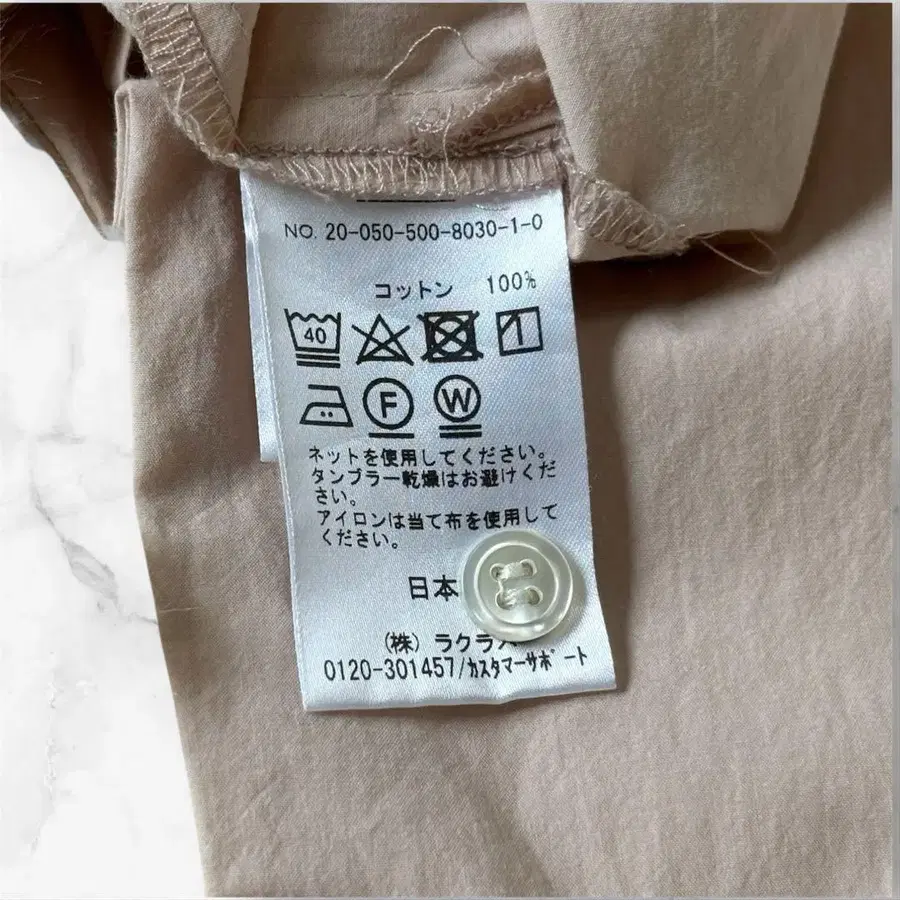 NO. 20-050-500-8030-1-0
コットン 100%
40
F W
ネットを使用してください。
タンブラー乾燥はお避けくだ
さい。
アイロンは当て布を使用して
ください。
日本
(株) ラクラ
0120-301457/カスタマーサポート